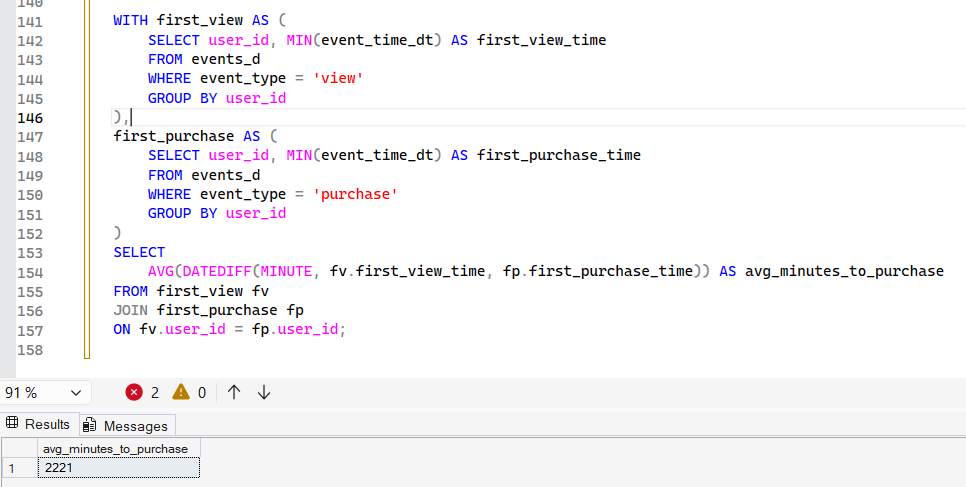 140
141 WITH first_view AS (
142 SELECT user_id, MIN(event_time_dt) AS first_view_time
143 FROM events_d
144 WHERE event_type = 'view'
145 GROUP BY user_id
146 ),
147 first_purchase AS (
148 SELECT user_id, MIN(event_time_dt) AS first_purchase_time
149 FROM events_d
150 WHERE event_type = 'purchase'
151 GROUP BY user_id
152 )
153 SELECT
154 AVG(DATEDIFF(MINUTE, fv.first_view_time, fp.first_purchase_time)) AS avg_minutes_to_purchase
155 FROM first_view fv
156 JOIN first_purchase fp
157 ON fv.user_id = fp.user_id;
158
91 % 2 0
Results Messages
avg_minutes_to_purchase
1 2221